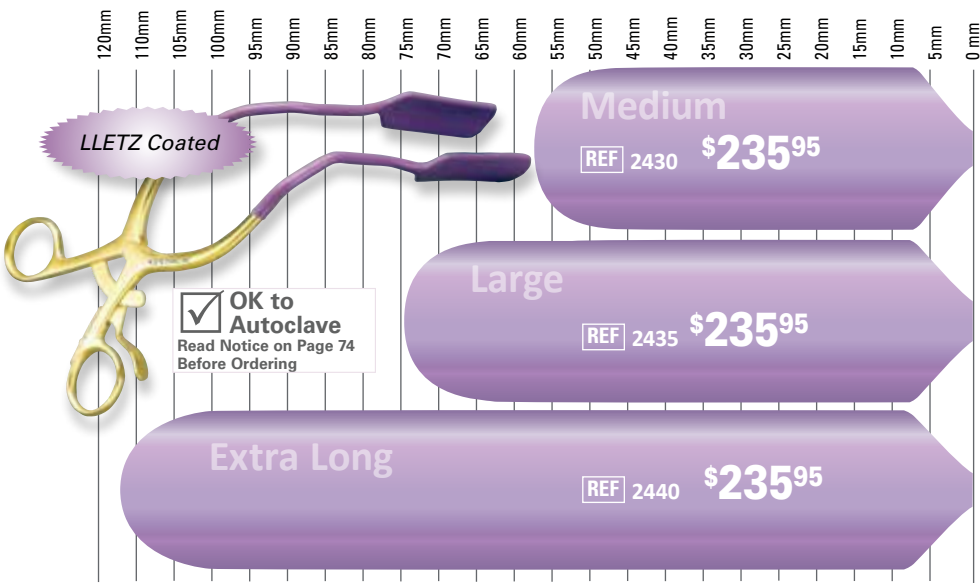 120mm
110mm
105mm
100mm
95mm
90mm
85mm
80mm
75mm
70mm
65mm
60mm
55mm
50mm
45mm
40mm
35mm
30mm
25mm
20mm
15mm
10mm
5mm
0 mm
LLETZ Coated
Medium
REF 2430 $23595
Large
REF 2435 $23595
OK to
Autoclave
Read Notice on Page 74
Before Ordering
Extra Long
REF 2440 $23595